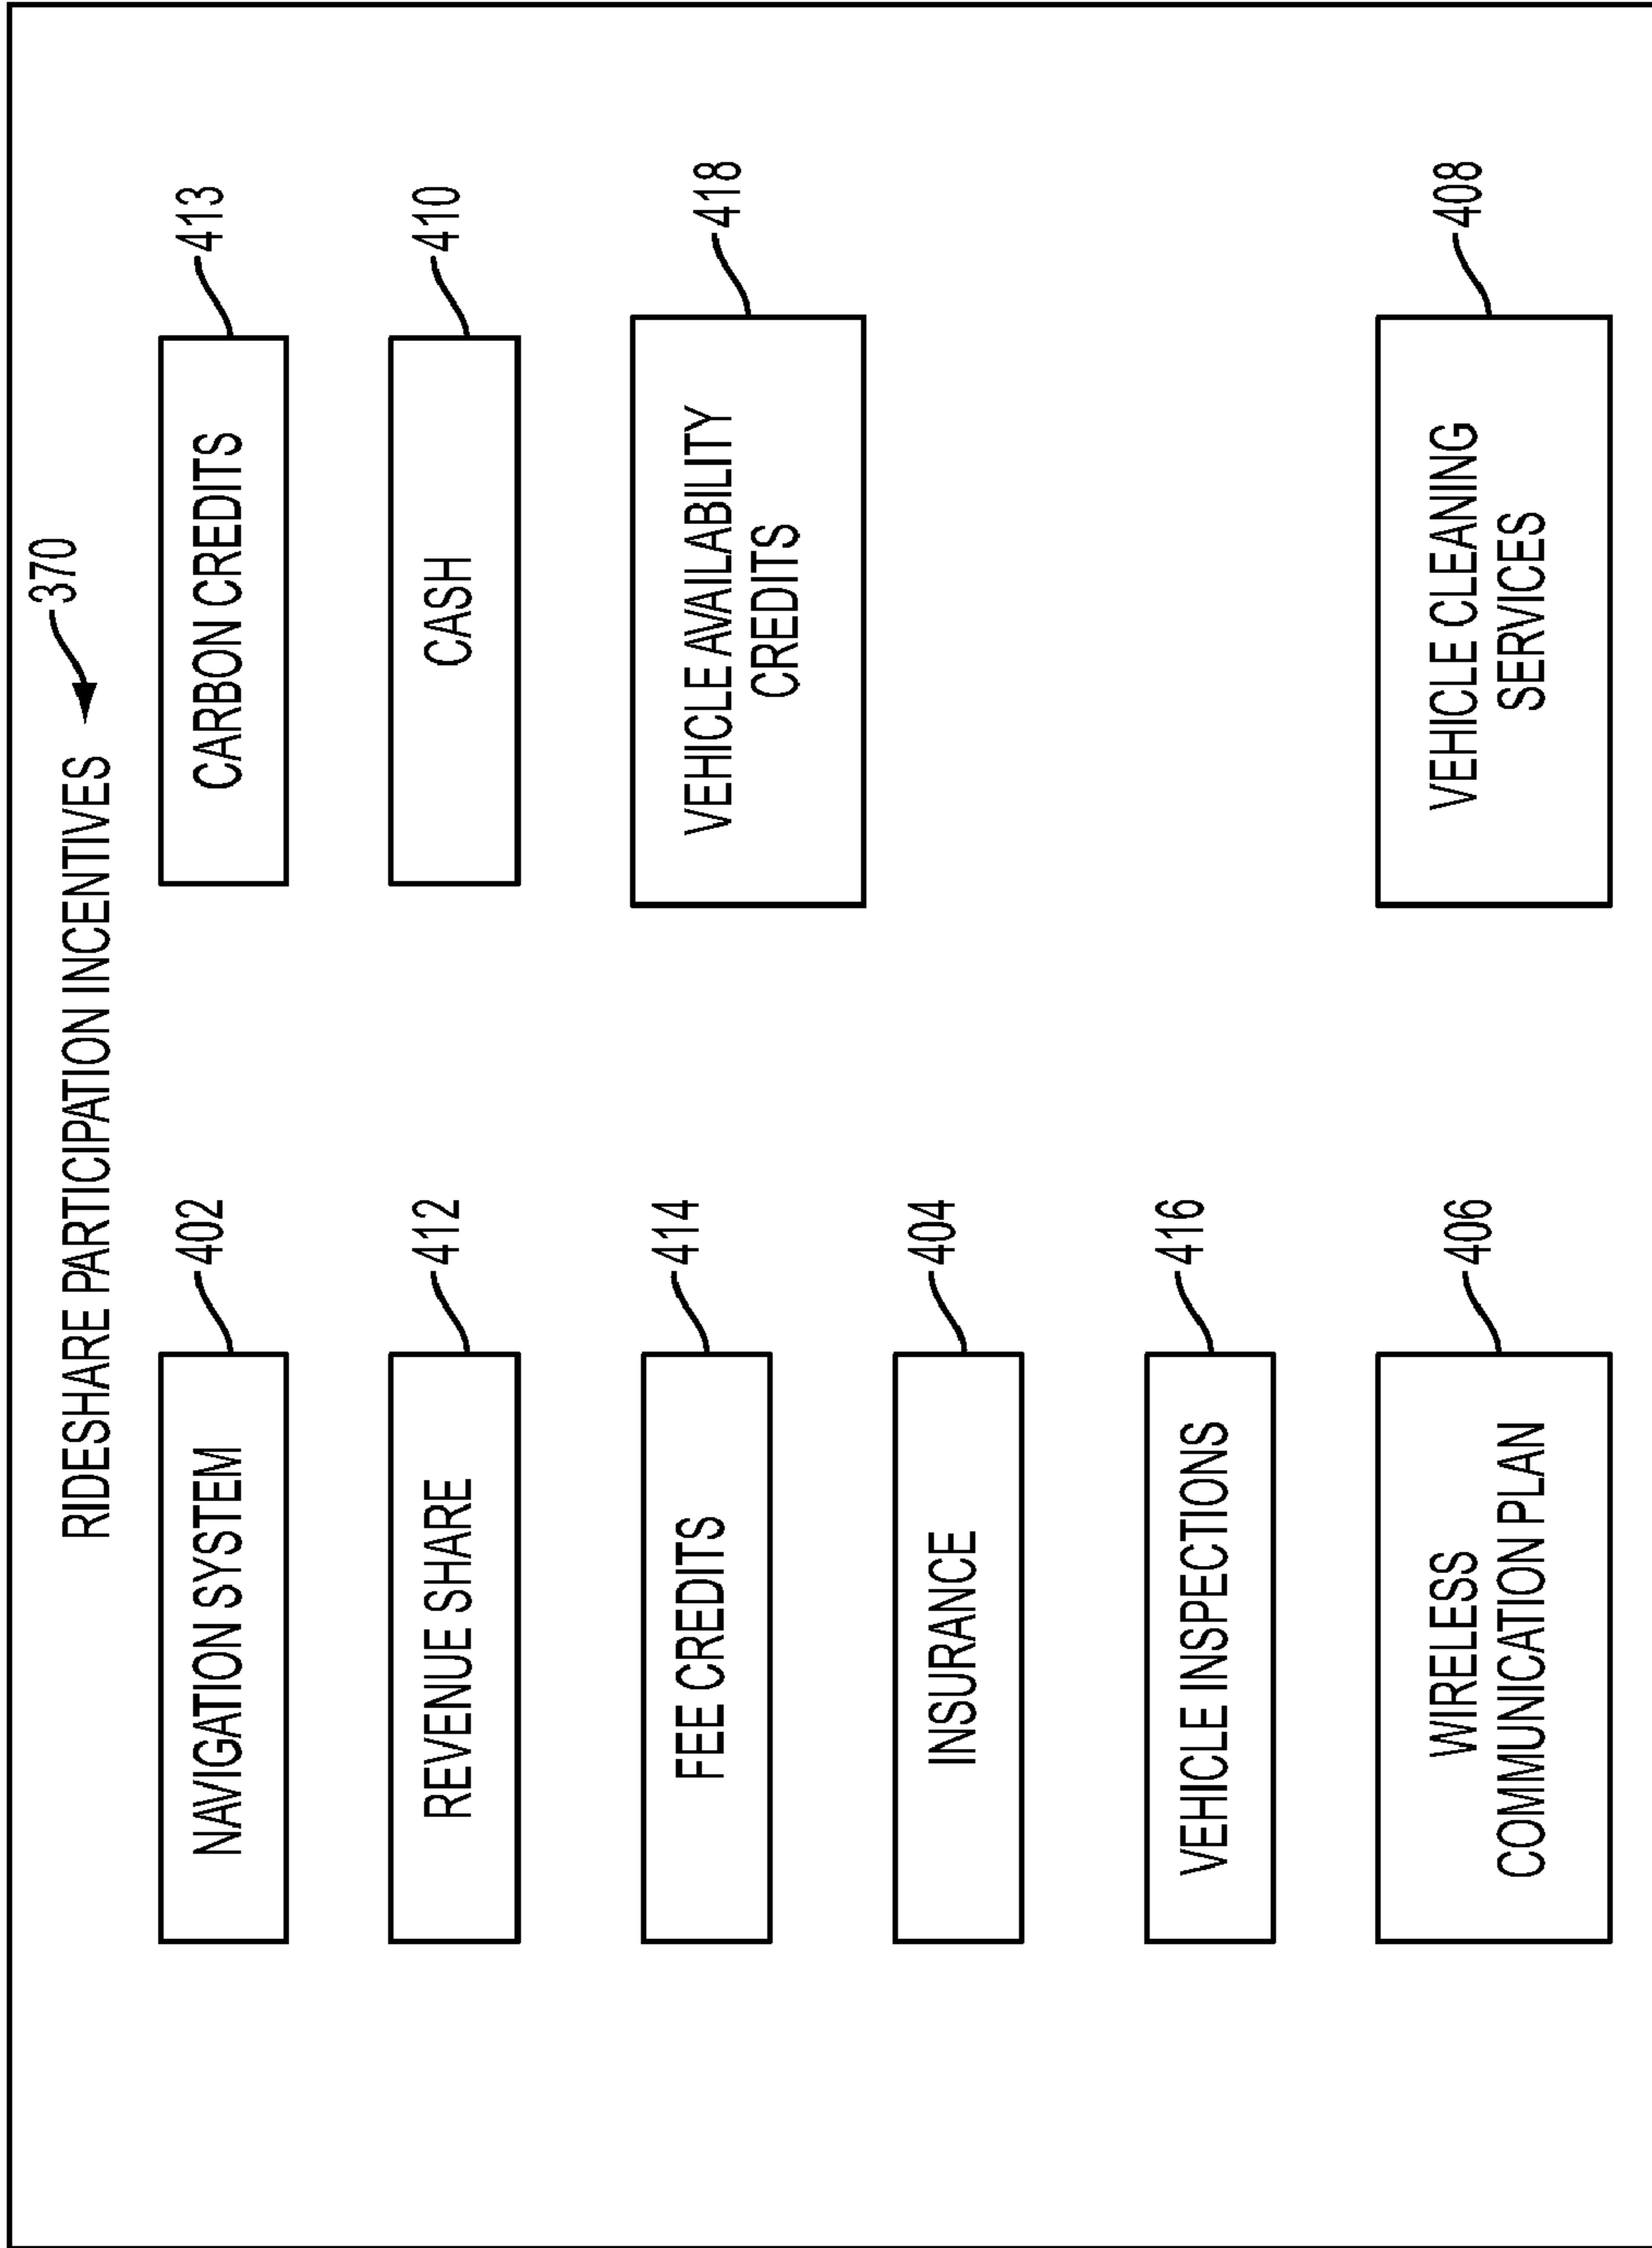 RIDESHARE PARTICIPATION INCENTIVES
370
NAVIGATION SYSTEM
402
CARBON CREDITS
413
REVENUE SHARE
412
CASH
410
FEE CREDITS
414
VEHICLE AVAILABILITY
CREDITS
418
INSURANCE
404
VEHICLE INSPECTIONS
416
WIRELESS
COMMUNICATION PLAN
406
VEHICLE CLEANING
SERVICES
408